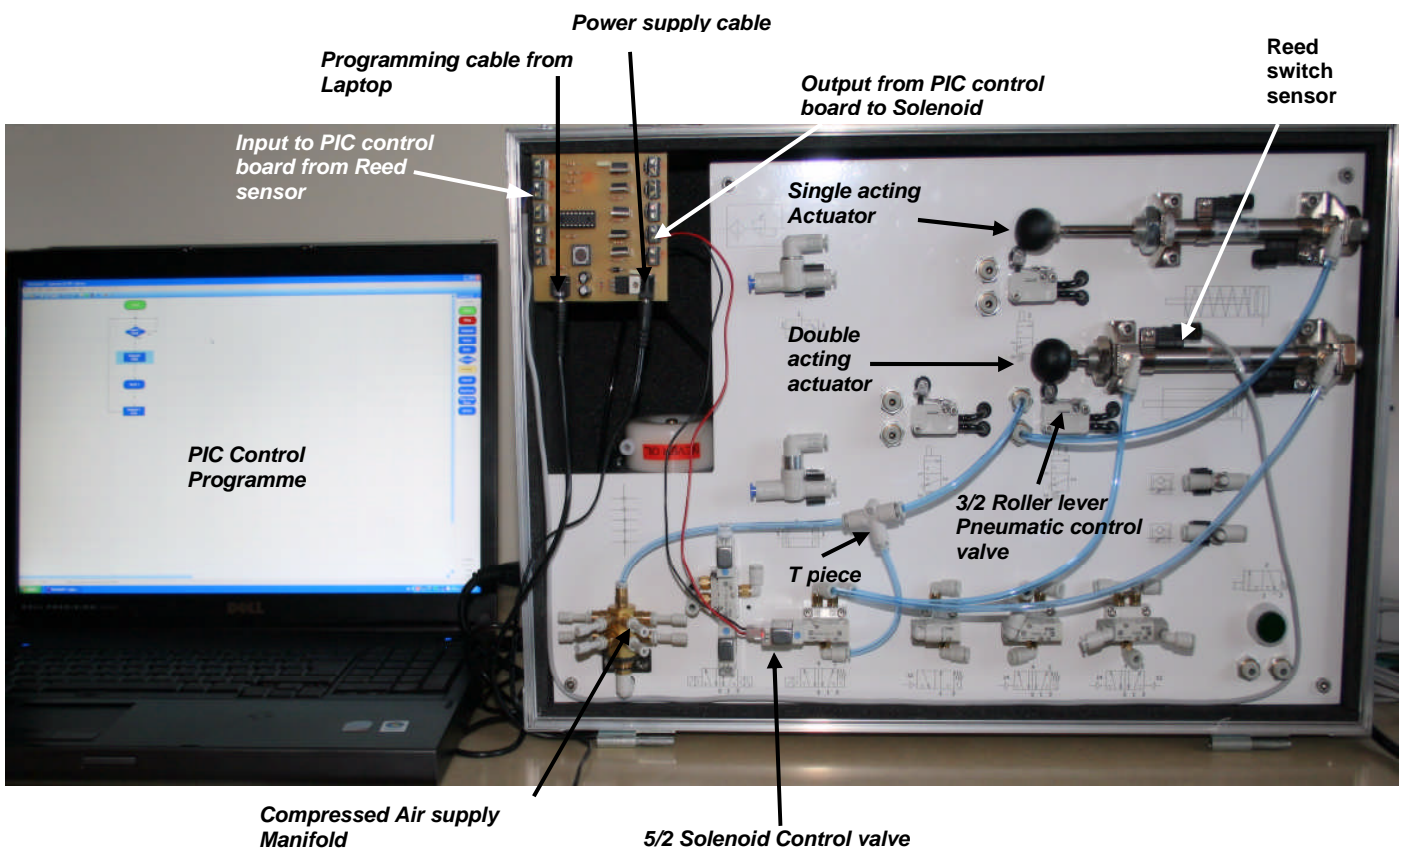 Power supply cable
Programming cable from
Laptop
Reed
switch
sensor
Output from PIC control
board to Solenoid
Input to PIC control
board from Reed
sensor
Single acting
Actuator
Double
acting
actuator
PIC Control
Programme
3/2 Roller lever
Pneumatic control
valve
T piece
DELL
Compressed Air supply
Manifold
5/2 Solenoid Control valve